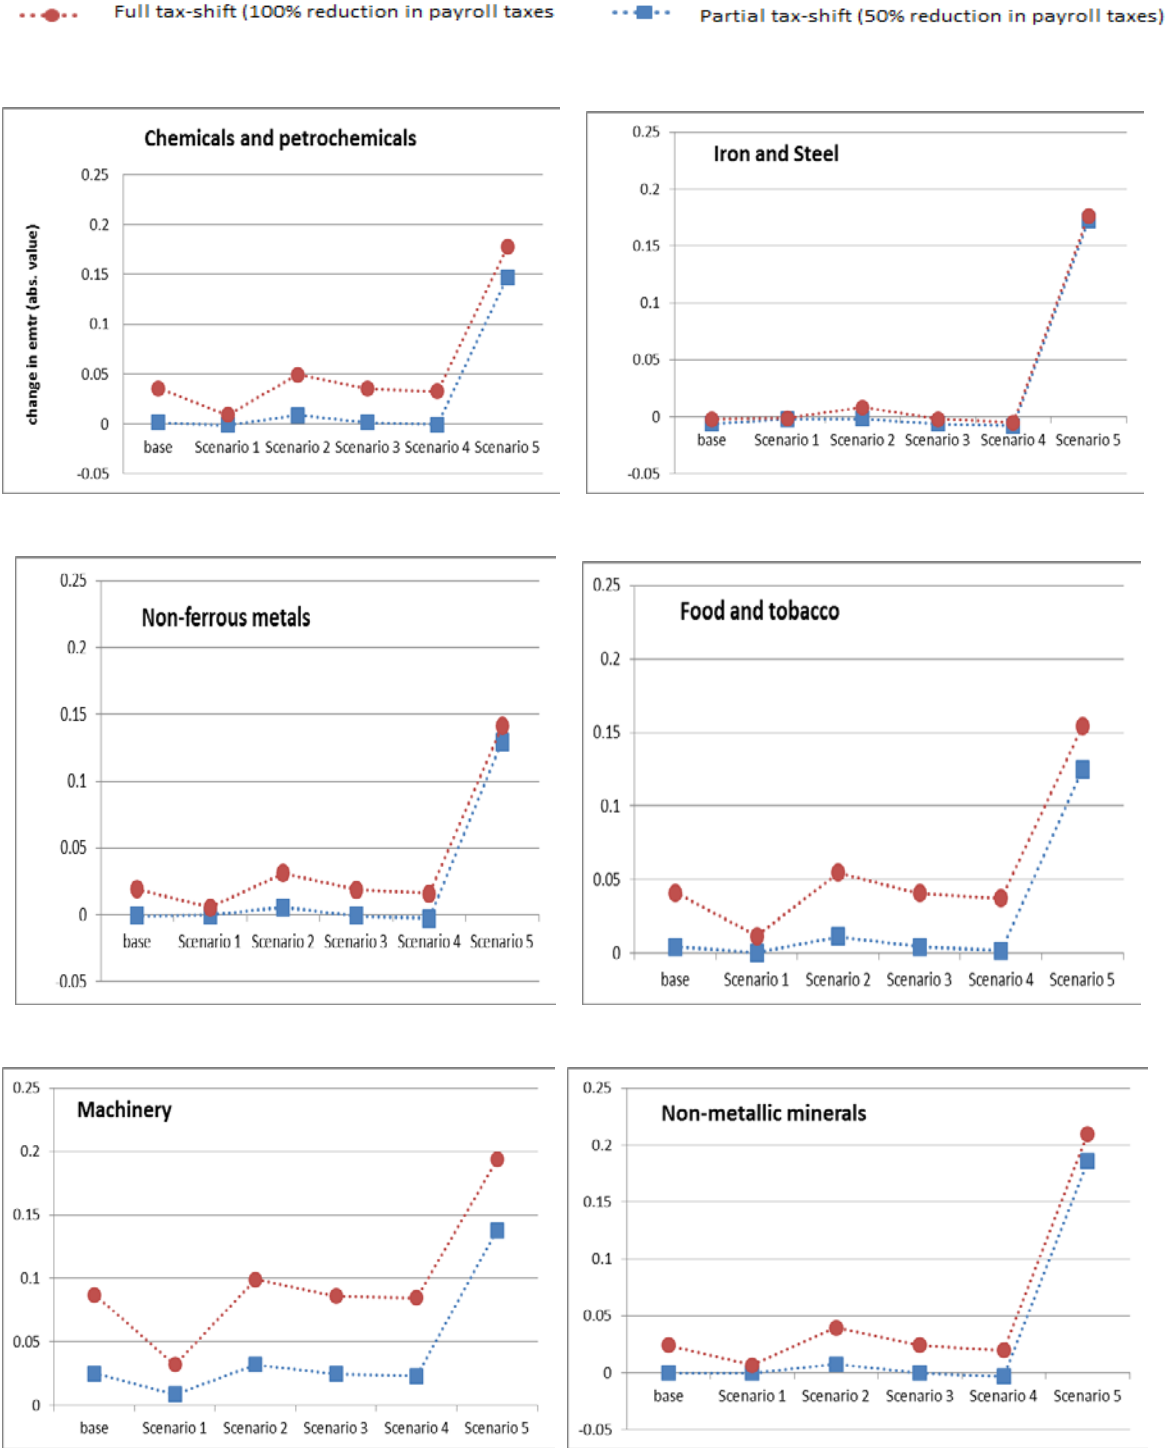 Full tax-shift (100% reduction in payroll taxes
Partial tax-shift (50% reduction in payroll taxes)
Chemicals and petrochemicals
change in emtr (abs. value)
0.25
0.2
0.15
0.1
0.05
0
-0.05
base Scenario 1 Scenario 2 Scenario 3 Scenario 4 Scenario 5
Iron and Steel
0.25
0.2
0.15
0.1
0.05
0
-0.05
base Scenario 1 Scenario 2 Scenario 3 Scenario 4 Scenario 5
Non-ferrous metals
0.25
0.2
0.15
0.1
0.05
0
-0.05
base Scenario 1 Scenario 2 Scenario 3 Scenario 4 Scenario 5
Food and tobacco
0.25
0.2
0.15
0.1
0.05
0
base Scenario 1 Scenario 2 Scenario 3 Scenario 4 Scenario 5
Machinery
0.25
0.2
0.15
0.1
0.05
0
base Scenario 1 Scenario 2 Scenario 3 Scenario 4 Scenario 5
Non-metallic minerals
0.25
0.2
0.15
0.1
0.05
0
-0.05
base Scenario 1 Scenario 2 Scenario 3 Scenario 4 Scenario 5